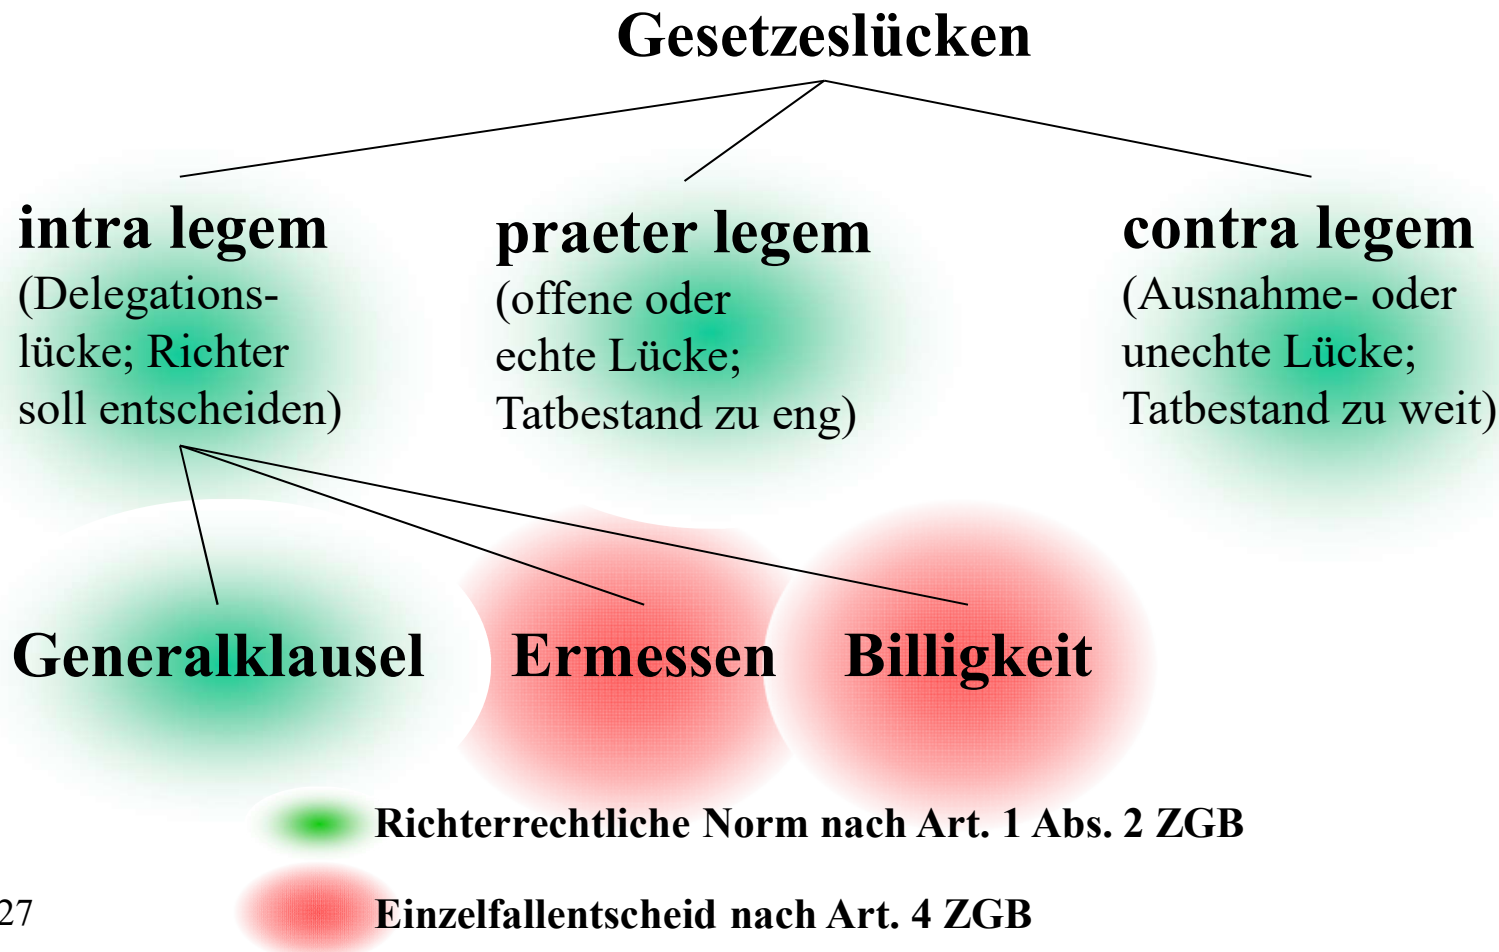 Gesetzeslücken
intra legem
(Delegations-
lücke; Richter
soll entscheiden)
praeter legem
(offene oder
echte Lücke;
Tatbestand zu eng)
contra legem
(Ausnahme- oder
unechte Lücke;
Tatbestand zu weit)
Generalklausel
Ermessen
Billigkeit
Richterrechtliche Norm nach Art. 1 Abs. 2 ZGB
Einzelfallentscheid nach Art. 4 ZGB
27